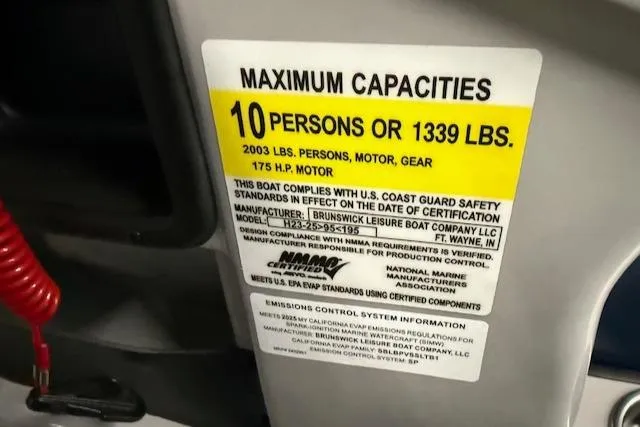 MAXIMUM CAPACITIES
10 PERSONS OR 1339 LBS.
2003 LBS. PERSONS, MOTOR, GEAR
175 H.P. MOTOR
THIS BOAT COMPLIES WITH U.S. COAST GUARD SAFETY
STANDARDS IN EFFECT ON THE DATE OF CERTIFICATION
MANUFACTURER: BRUNSWICK LEISURE BOAT COMPANY LLC
MODEL: H23-25>95<195 FT. WAYNE, IN
DESIGN COMPLIANCE WITH NMMA REQUIREMENTS IS VERIFIED.
MANUFACTURER RESPONSIBLE FOR PRODUCTION CONTROL.
NMMA
CERTIFIED
using ABYC standards
NATIONAL MARINE
MANUFACTURERS
ASSOCIATION
MEETS U.S. EPA EVAP STANDARDS USING CERTIFIED COMPONENTS
EMISSIONS CONTROL SYSTEM INFORMATION
MEETS 2025 MY CALIFORNIA EVAP EMISSIONS REGULATIONS FOR
SPARK-IGNITION MARINE WATERCRAFT (SIMW)
MANUFACTURER: BRUNSWICK LEISURE BOAT COMPANY, LLC
CALIFORNIA EVAP FAMILY: SBLBPVSSLTB1
EMISSION CONTROL SYSTEM: SP